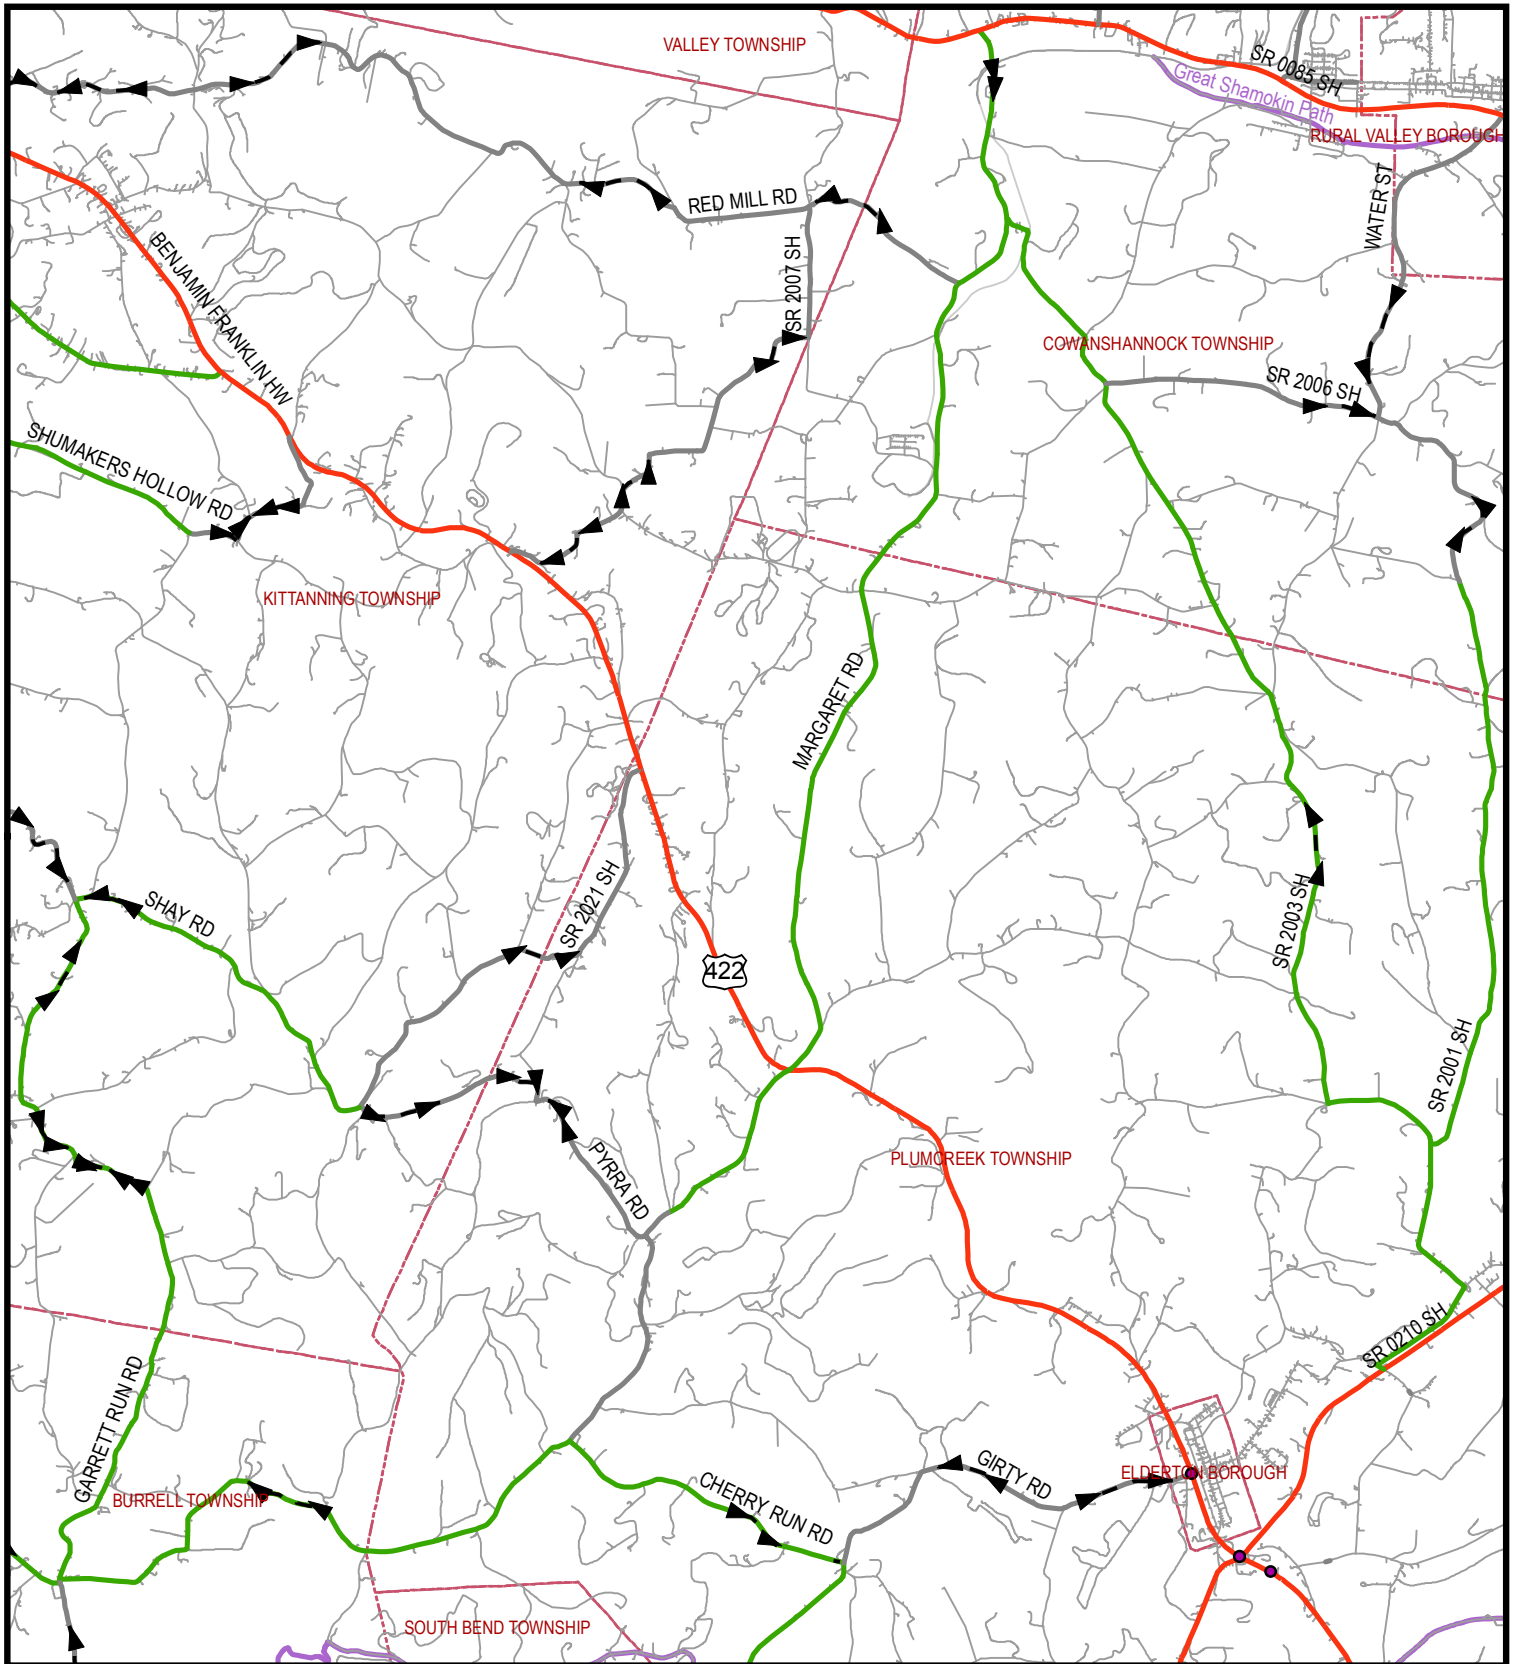 VALLEY TOWNSHIP
SR 0085 SH
Great Shamokin Path
RURAL VALLEY BOROUGH
RED MILL RD
WATER ST
BENJAMIN FRANKLIN HW
SR 2007 SH
COWANSHANNOCK TOWNSHIP
SR 2006 SH
SHUMAKERS HOLLOW RD
KITTANNING TOWNSHIP
MARGARET RD
SHAY RD
SR 2021 SH
SR 2003 SH
422
SR 2001 SH
PYRRA RD
PLUMCREEK TOWNSHIP
SR 0210 SH
GARRETT RUN RD
BURRELL TOWNSHIP
CHERRY RUN RD
GIRTY RD
ELDERTON BOROUGH
SOUTH BEND TOWNSHIP